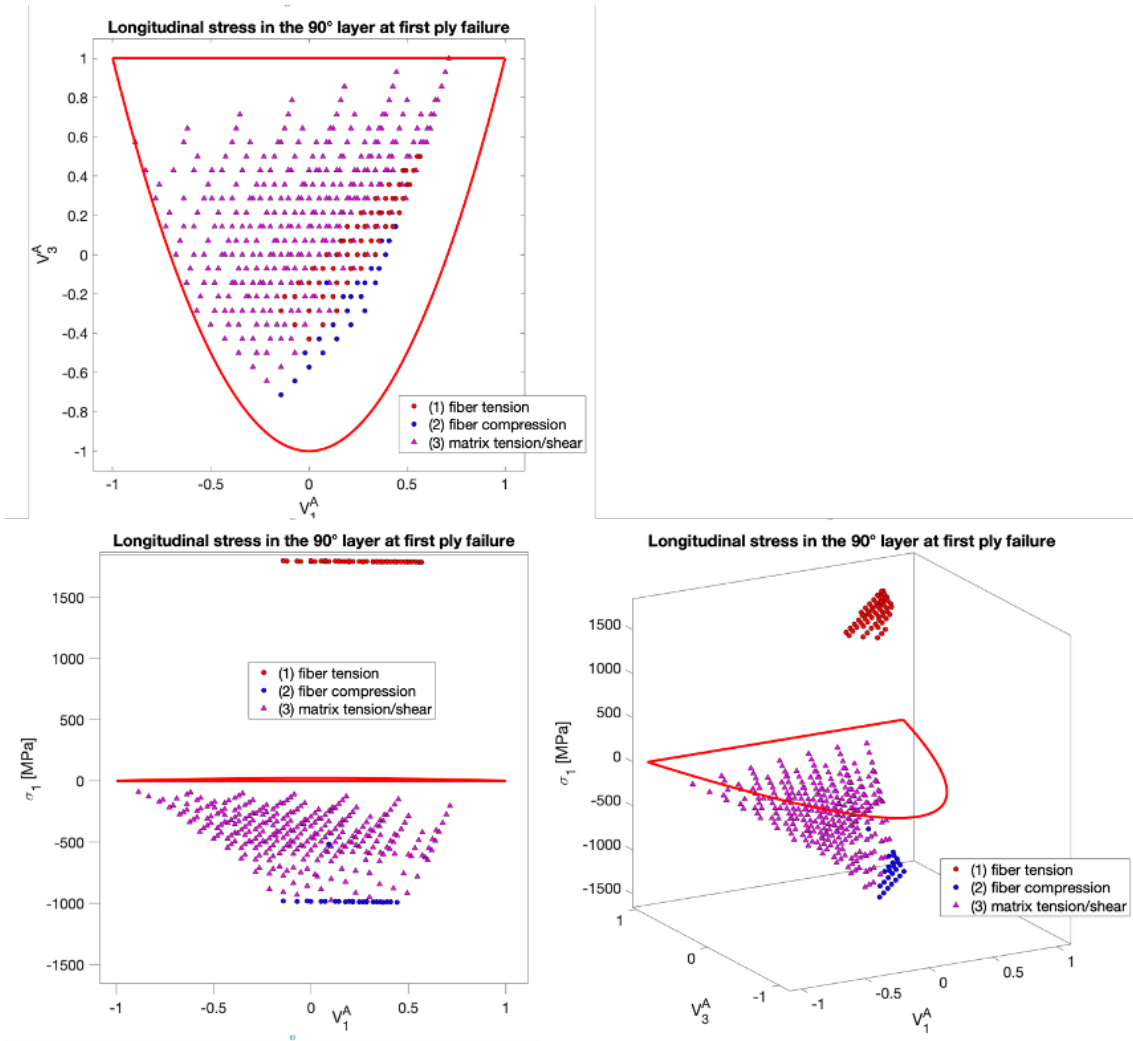 Longitudinal stress in the 90° layer at first ply failure
1
0.8
0.6
0.4
0.2
0
-0.2
-0.4
-0.6
-0.8
-1
V₃ᴬ
-1
-0.5
0
0.5
1
V₁ᴬ
(1) fiber tension
(2) fiber compression
(3) matrix tension/shear
Longitudinal stress in the 90° layer at first ply failure
1500
1000
500
0
-500
-1000
-1500
σ₁ [MPa]
(1) fiber tension
(2) fiber compression
(3) matrix tension/shear
-1
-0.5
0
0.5
1
V₁ᴬ
Longitudinal stress in the 90° layer at first ply failure
1500
1000
500
0
-500
-1000
-1500
σ₁ [MPa]
(1) fiber tension
(2) fiber compression
(3) matrix tension/shear
1
0
-1
V₃ᴬ
-1
-0.5
0
0.5
1
V₁ᴬ